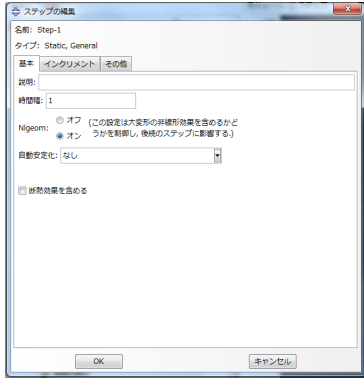 ステップの編集
名前: Step-1
タイプ: Static, General
基本 インクリメント その他
説明:
時間幅: 1
Nlgeom: オフ (この設定は大変形の非線形効果を含めるかど
オン うかを制御し, 後続のステップに影響する.)
自動安定化: なし
断熱効果を含める
OK キャンセル